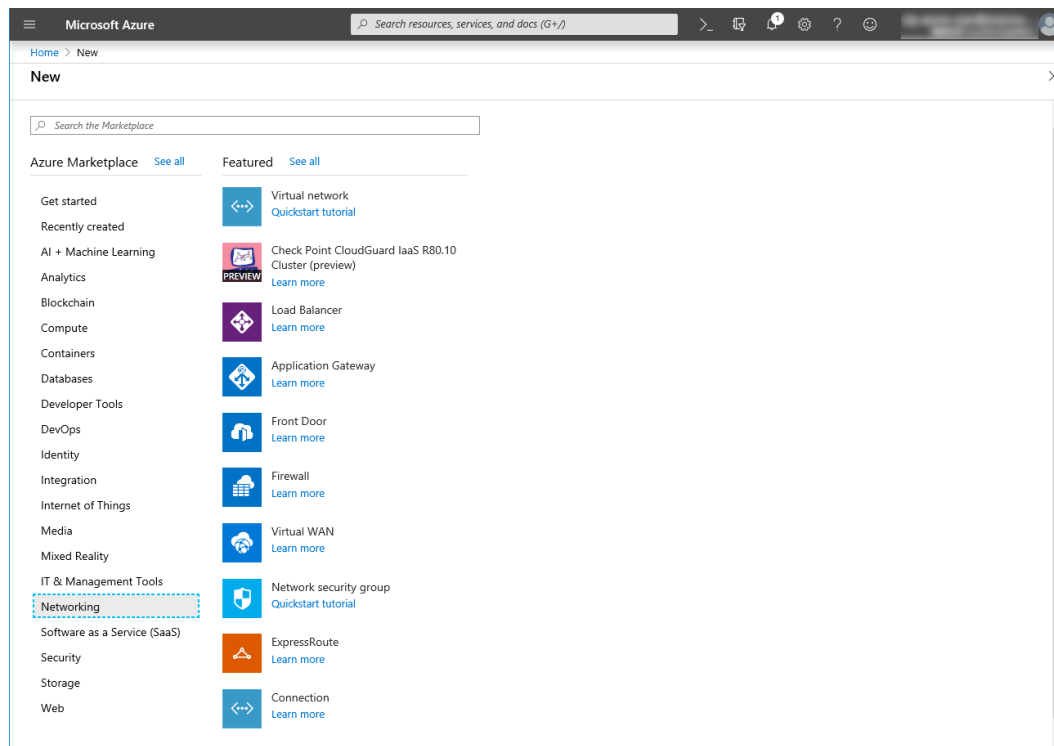 Microsoft Azure
Search resources, services, and docs (G+/)
1
Home > New
New
Search the Marketplace
Azure Marketplace See all
Featured See all
Get started
Recently created
AI + Machine Learning
Analytics
Blockchain
Compute
Containers
Databases
Developer Tools
DevOps
Identity
Integration
Internet of Things
Media
Mixed Reality
IT & Management Tools
Networking
Software as a Service (SaaS)
Security
Storage
Web
Virtual network
Quickstart tutorial
Check Point CloudGuard IaaS R80.10
Cluster (preview)
Learn more
PREVIEW
Load Balancer
Learn more
Application Gateway
Learn more
Front Door
Learn more
Firewall
Learn more
Virtual WAN
Learn more
Network security group
Quickstart tutorial
ExpressRoute
Learn more
Connection
Learn more